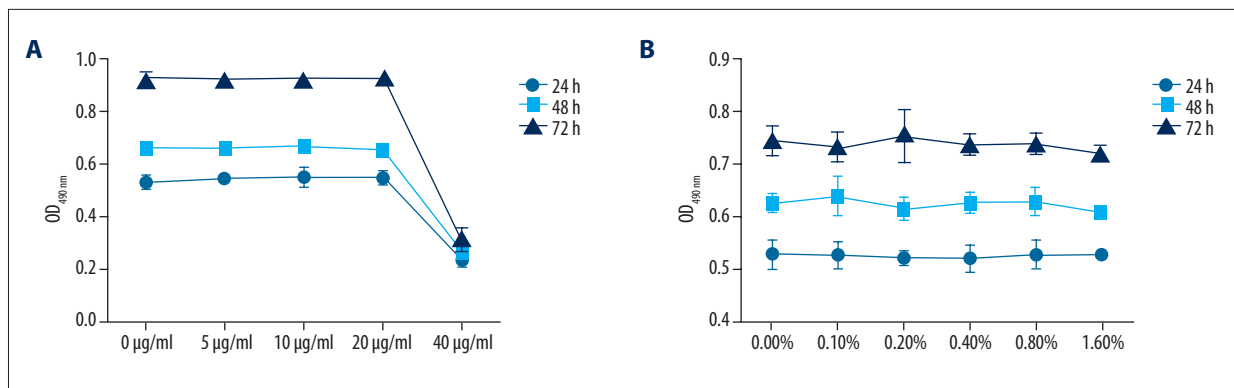 A
1.0
0.8
0.6
0.4
0.2
0.0
OD490 nm
0 µg/ml 5 µg/ml 10 µg/ml 20 µg/ml 40 µg/ml
24 h
48 h
72 h
B
0.9
0.8
0.7
0.6
0.5
0.4
OD490 nm
0.00% 0.10% 0.20% 0.40% 0.80% 1.60%
24 h
48 h
72 h